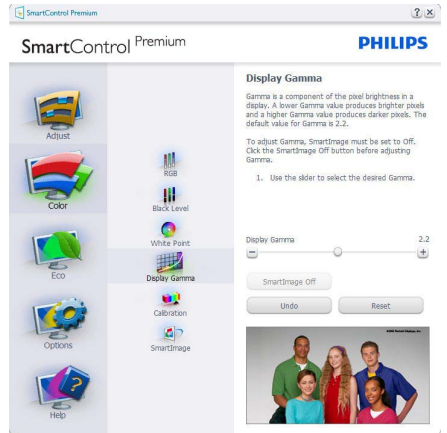 SmartControl Premium
SmartControl Premium
PHILIPS
Adjust
Color
Eco
Options
Help
RGB
Black Level
White Point
Display Gamma
Calibration
SmartImage
Display Gamma
Gamma is a component of the pixel brightness in a
display. A lower Gamma value produces brighter pixels
and a higher Gamma value produces darker pixels. The
default value for Gamma is 2.2.
To adjust Gamma, SmartImage must be set to Off.
Click the SmartImage Off button before adjusting
Gamma.
1. Use the slider to select the desired Gamma.
Display Gamma 2.2
SmartImage Off
Undo Reset